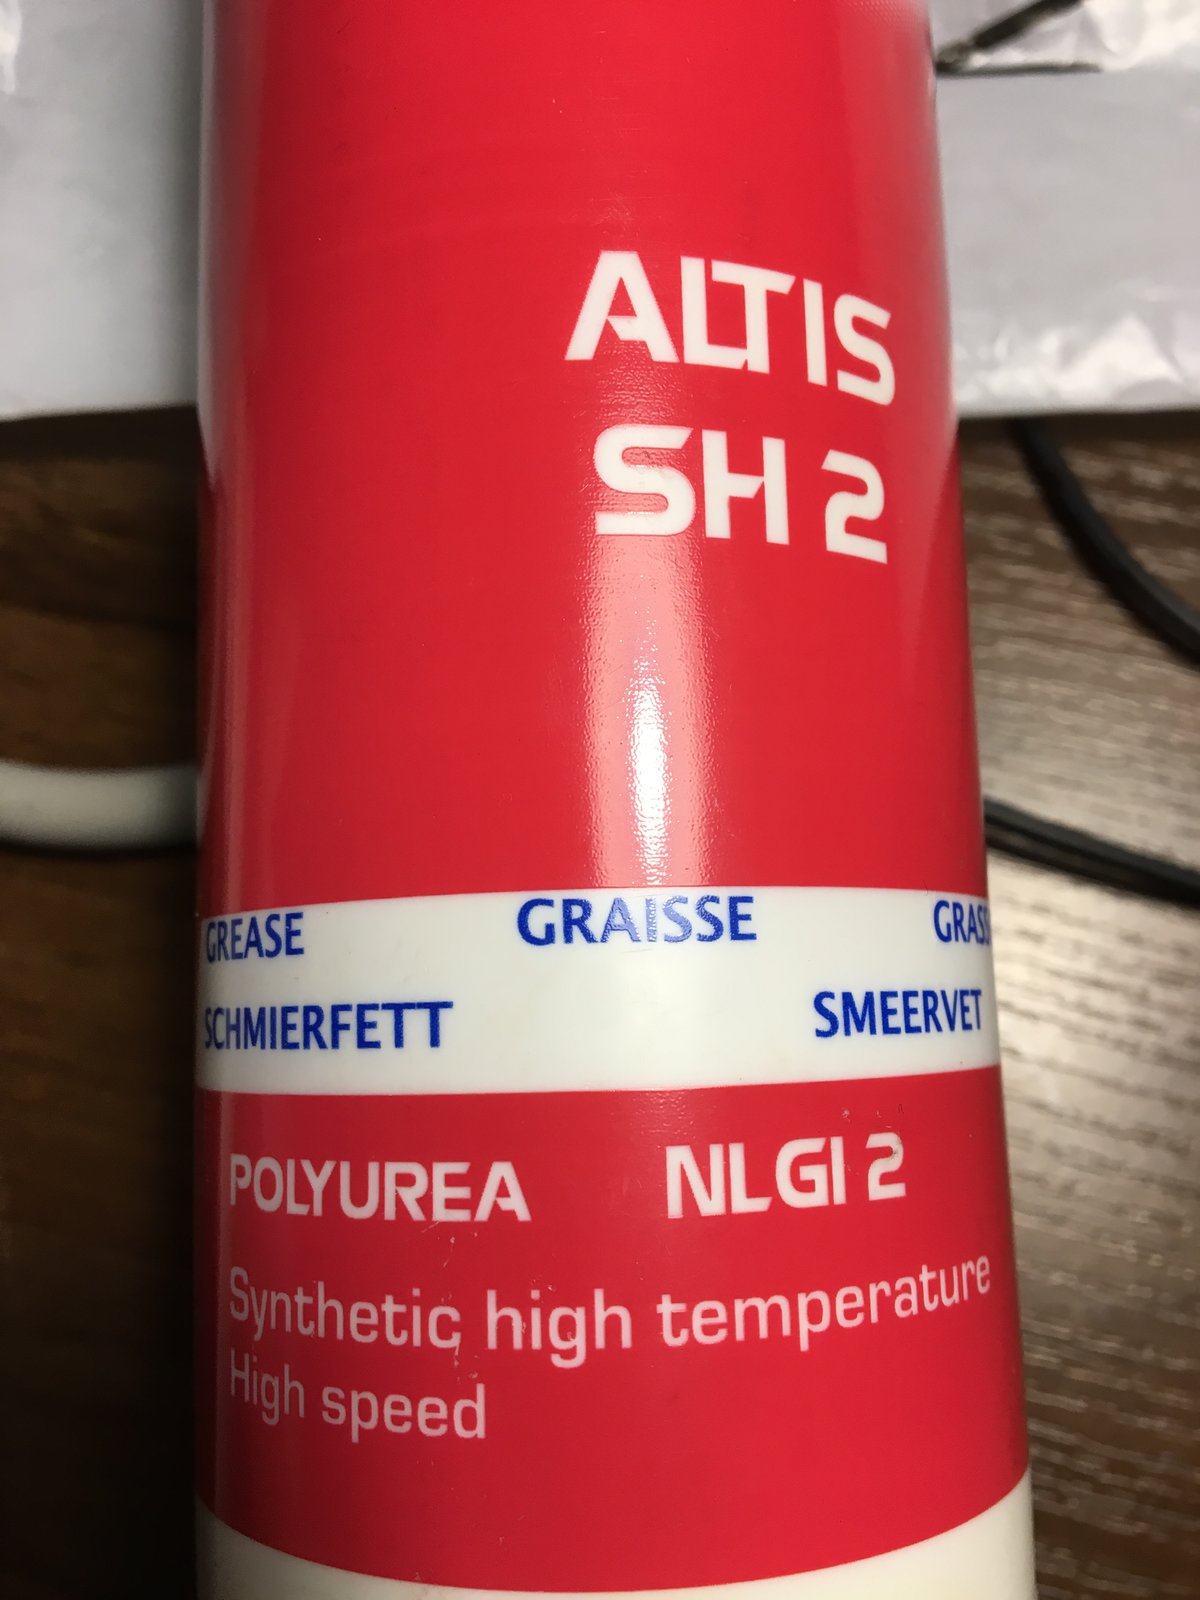 ALTIS
SH 2
GREASE GRAISSE
SCHMIERFETT SMEERVET
POLYUREA NLGI 2
Synthetic high temperature
High speed